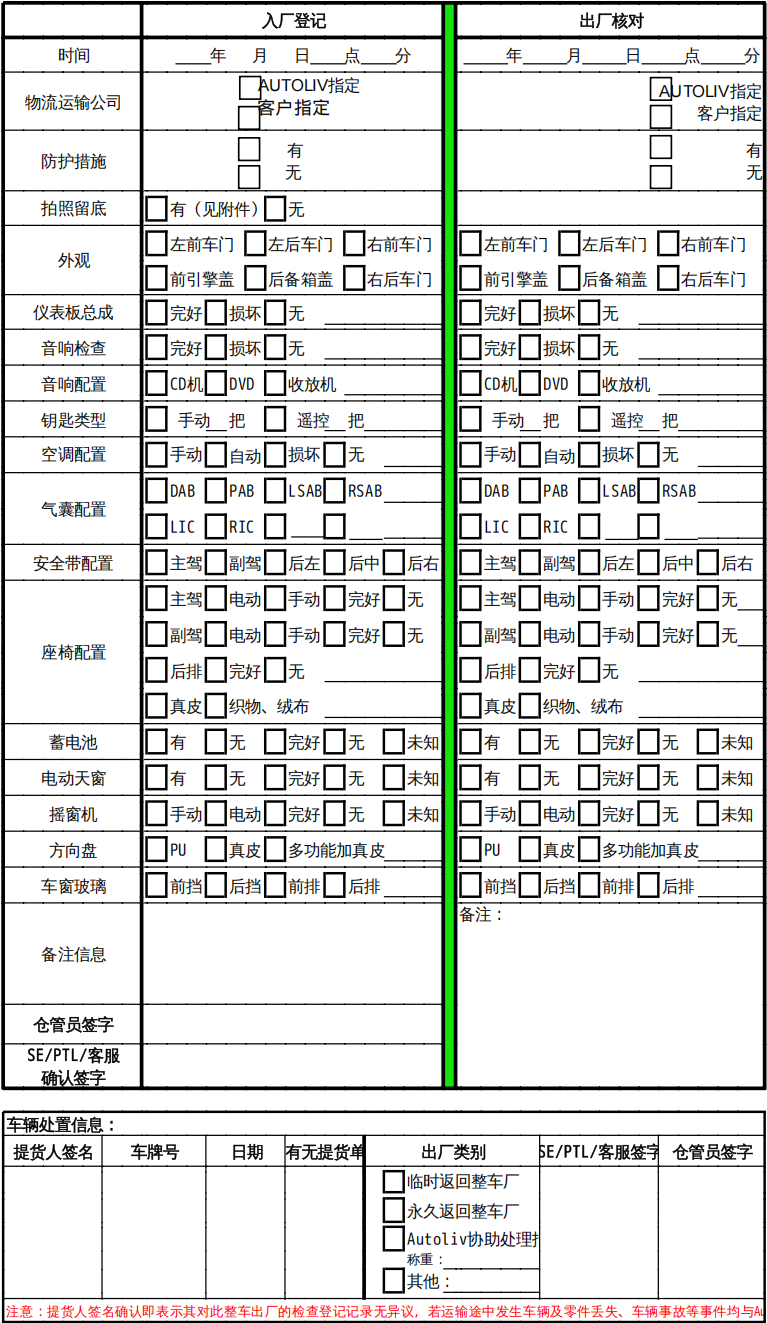 入厂登记 出厂核对
时间 ____年 月 日____点____分 _____年_____月_____日_____点_____分
物流运输公司 AUTOLIV指定 AUTOLIV指定
客户指定 客户指定
防护措施 有 有
无 无
拍照留底 有（见附件） 无
外观 左前车门 左后车门 右前车门 左前车门 左后车门 右前车门
前引擎盖 后备箱盖 右后车门 前引擎盖 后备箱盖 右后车门
仪表板总成 完好 损坏 无 完好 损坏 无
音响检查 完好 损坏 无 完好 损坏 无
音响配置 CD机 DVD 收放机 CD机 DVD 收放机
钥匙类型 手动__把 遥控__把 手动__把 遥控__把
空调配置 手动 自动 损坏 无 手动 自动 损坏 无
气囊配置 DAB PAB LSAB RSAB DAB PAB LSAB RSAB
LIC RIC LIC RIC
安全带配置 主驾 副驾 后左 后中 后右 主驾 副驾 后左 后中 后右
座椅配置 主驾 电动 手动 完好 无 主驾 电动 手动 完好 无
副驾 电动 手动 完好 无 副驾 电动 手动 完好 无
后排 完好 无 后排 完好 无
真皮 织物、绒布 真皮 织物、绒布
蓄电池 有 无 完好 无 未知 有 无 完好 无 未知
电动天窗 有 无 完好 无 未知 有 无 完好 无 未知
摇窗机 手动 电动 完好 无 未知 手动 电动 完好 无 未知
方向盘 PU 真皮 多功能加真皮 PU 真皮 多功能加真皮
车窗玻璃 前挡 后挡 前排 后排 前挡 后挡 前排 后排
备注信息 备注：
仓管员签字
SE/PTL/客服
确认签字
车辆处置信息：
提货人签名 车牌号 日期 有无提货单 出厂类别 SE/PTL/客服签字 仓管员签字
临时返回整车厂
永久返回整车厂
Autoliv协助处理
称重：
其他：
注意：提货人签名确认即表示其对此整车出厂的检查登记记录无异议，若运输途中发生车辆及零件丢失、车辆事故等事件均与